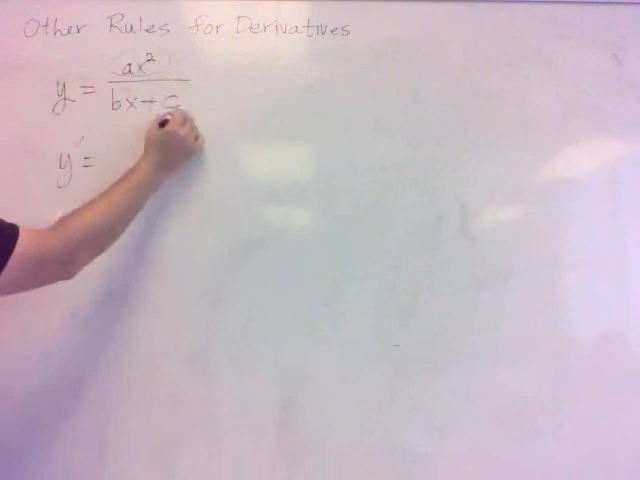 Other Rules for Derivatives
y = ax²
bx+c
y' =